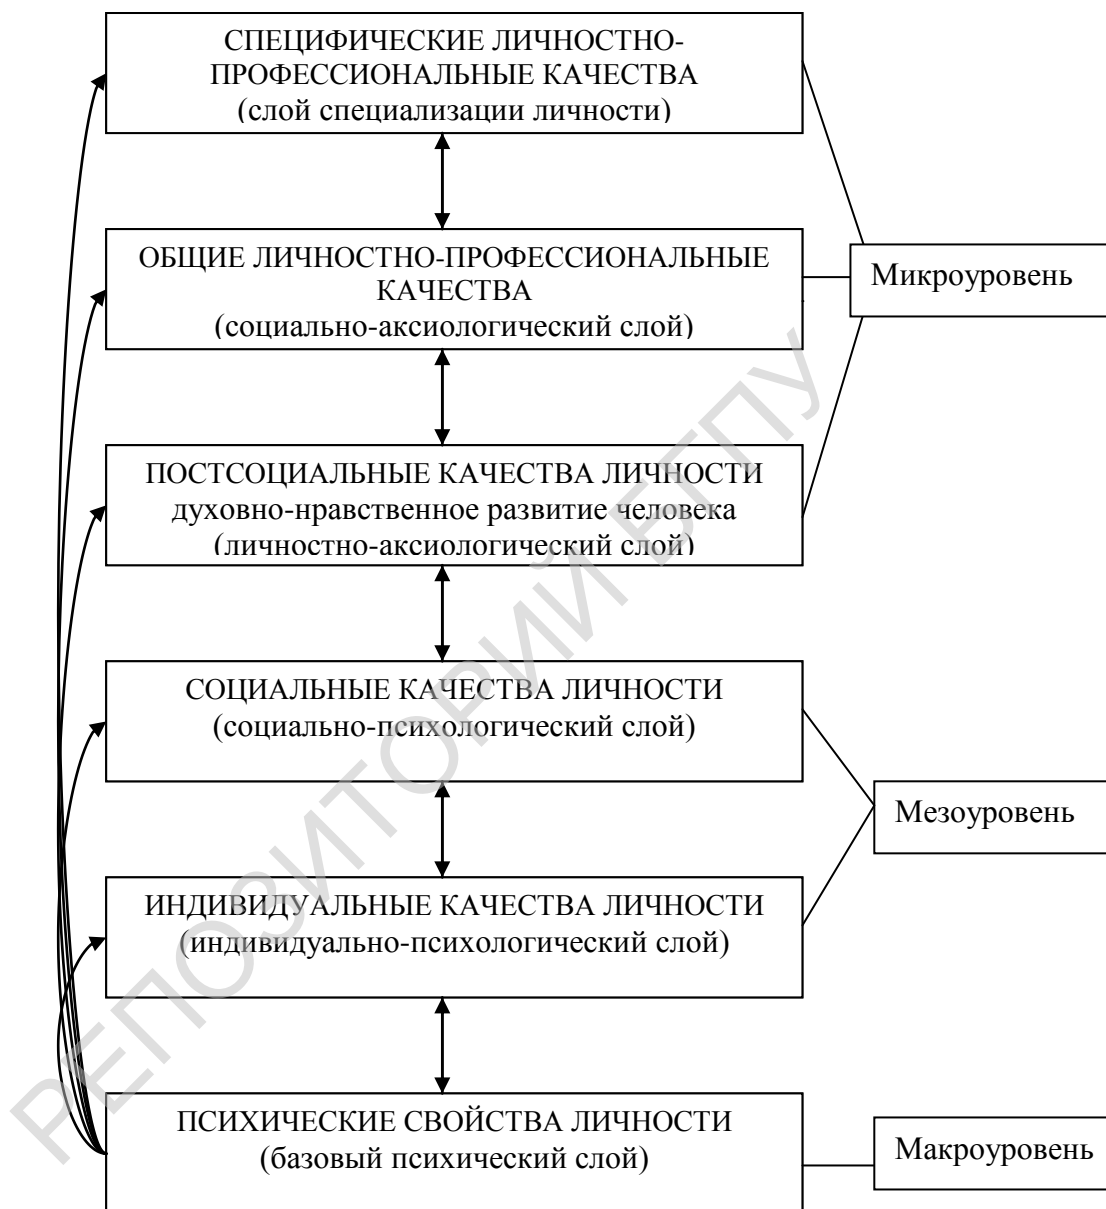 СПЕЦИФИЧЕСКИЕ ЛИЧНОСТНО-
ПРОФЕССИОНАЛЬНЫЕ КАЧЕСТВА
(слой специализации личности)
ОБЩИЕ ЛИЧНОСТНО-ПРОФЕССИОНАЛЬНЫЕ
КАЧЕСТВА
(социально-аксиологический слой)
Микроуровень
ПОСТСОЦИАЛЬНЫЕ КАЧЕСТВА ЛИЧНОСТИ
духовно-нравственное развитие человека
(личностно-аксиологический слой)
СОЦИАЛЬНЫЕ КАЧЕСТВА ЛИЧНОСТИ
(социально-психологический слой)
Мезоуровень
ИНДИВИДУАЛЬНЫЕ КАЧЕСТВА ЛИЧНОСТИ
(индивидуально-психологический слой)
ПСИХИЧЕСКИЕ СВОЙСТВА ЛИЧНОСТИ
(базовый психический слой)
Макроуровень
РЕПОЗИТОРИЙ БГПУ